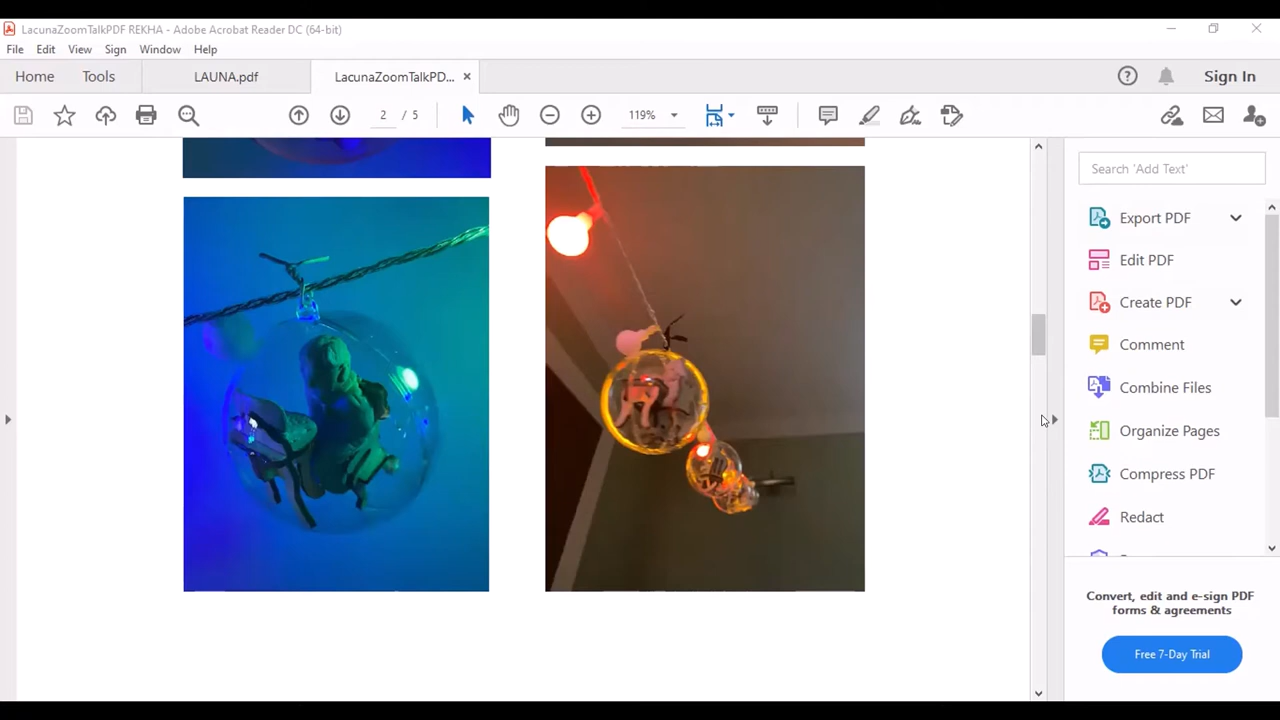 LacunaZoomTalkPDF REKHA - Adobe Acrobat Reader DC (64-bit)
File Edit View Sign Window Help
Home Tools LAUNA.pdf LacunaZoomTalkPD... Sign In
2 / 5 119%
Search 'Add Text'
Export PDF
Edit PDF
Create PDF
Comment
Combine Files
Organize Pages
Compress PDF
Redact
Convert, edit and e-sign PDF
forms & agreements
Free 7-Day Trial